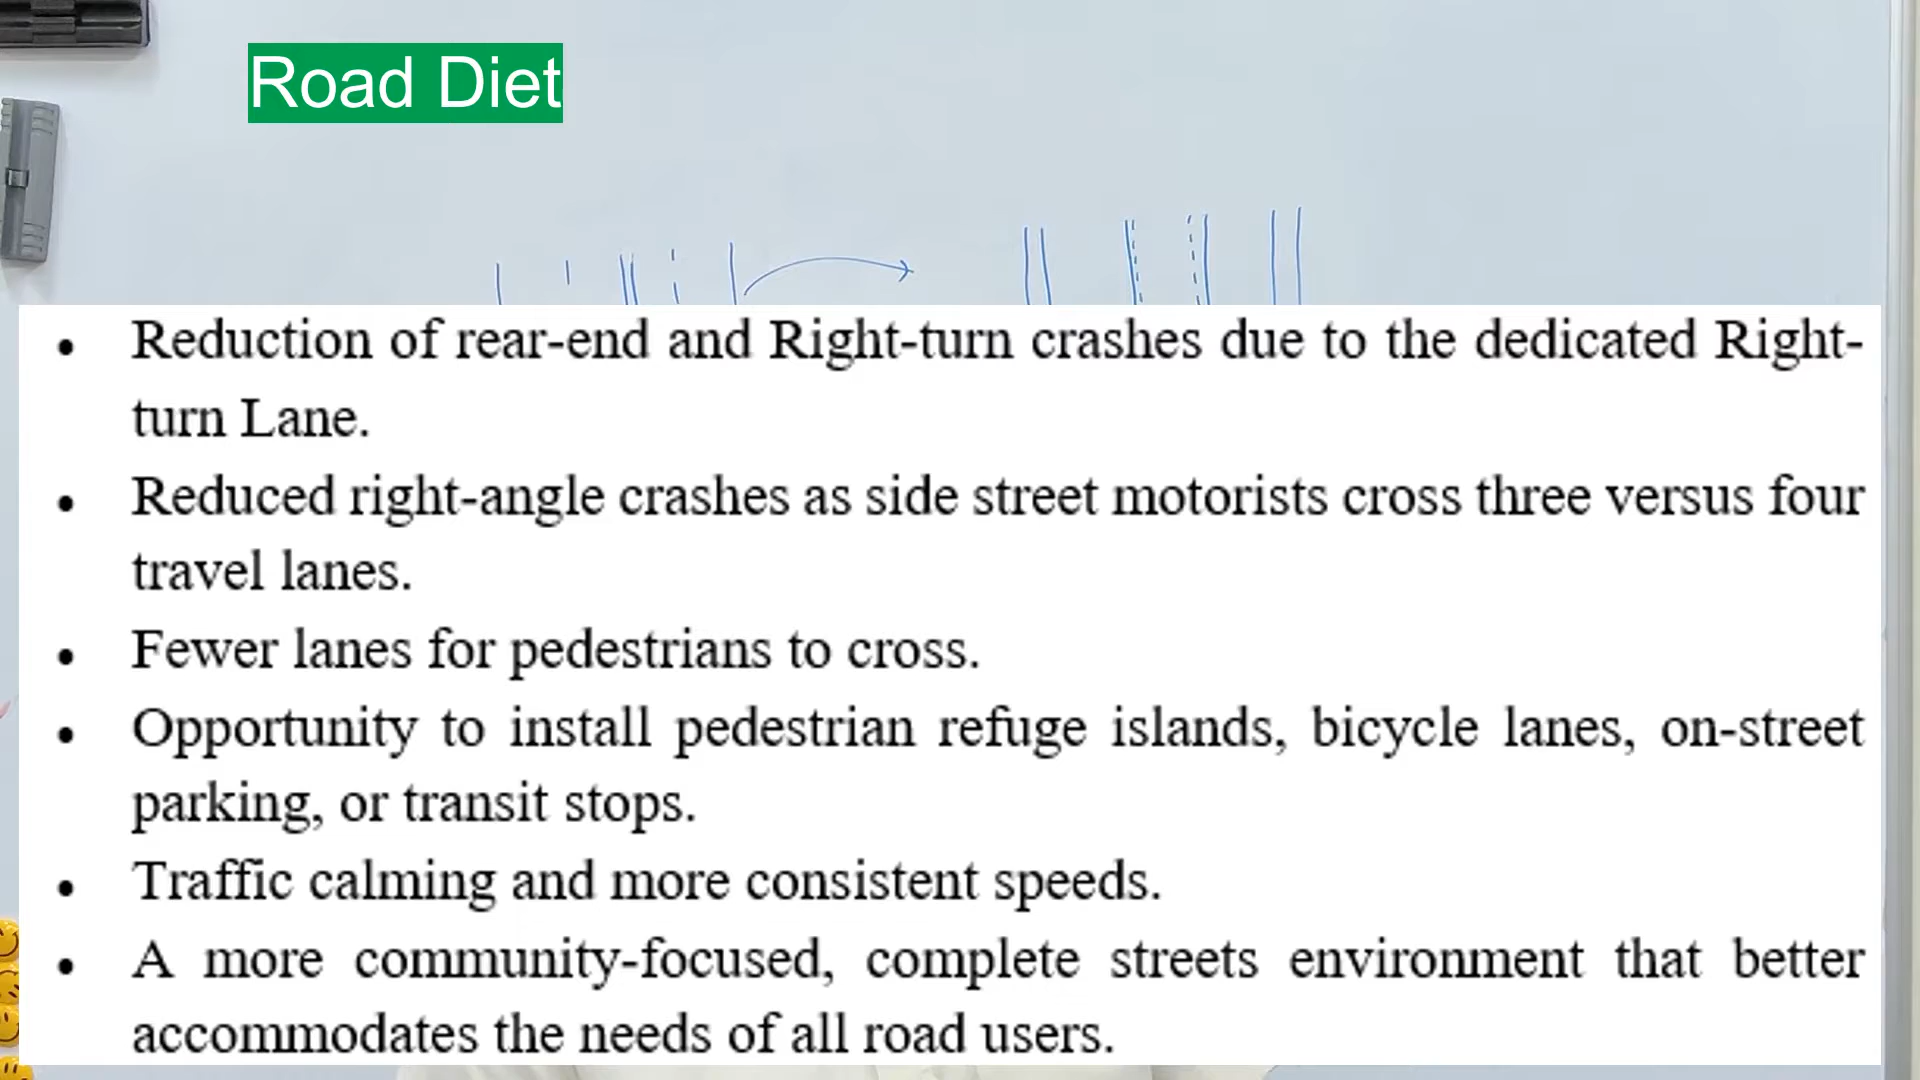 Road Diet
• Reduction of rear-end and Right-turn crashes due to the dedicated Right-
turn Lane.
• Reduced right-angle crashes as side street motorists cross three versus four
travel lanes.
• Fewer lanes for pedestrians to cross.
• Opportunity to install pedestrian refuge islands, bicycle lanes, on-street
parking, or transit stops.
• Traffic calming and more consistent speeds.
• A more community-focused, complete streets environment that better
accommodates the needs of all road users.